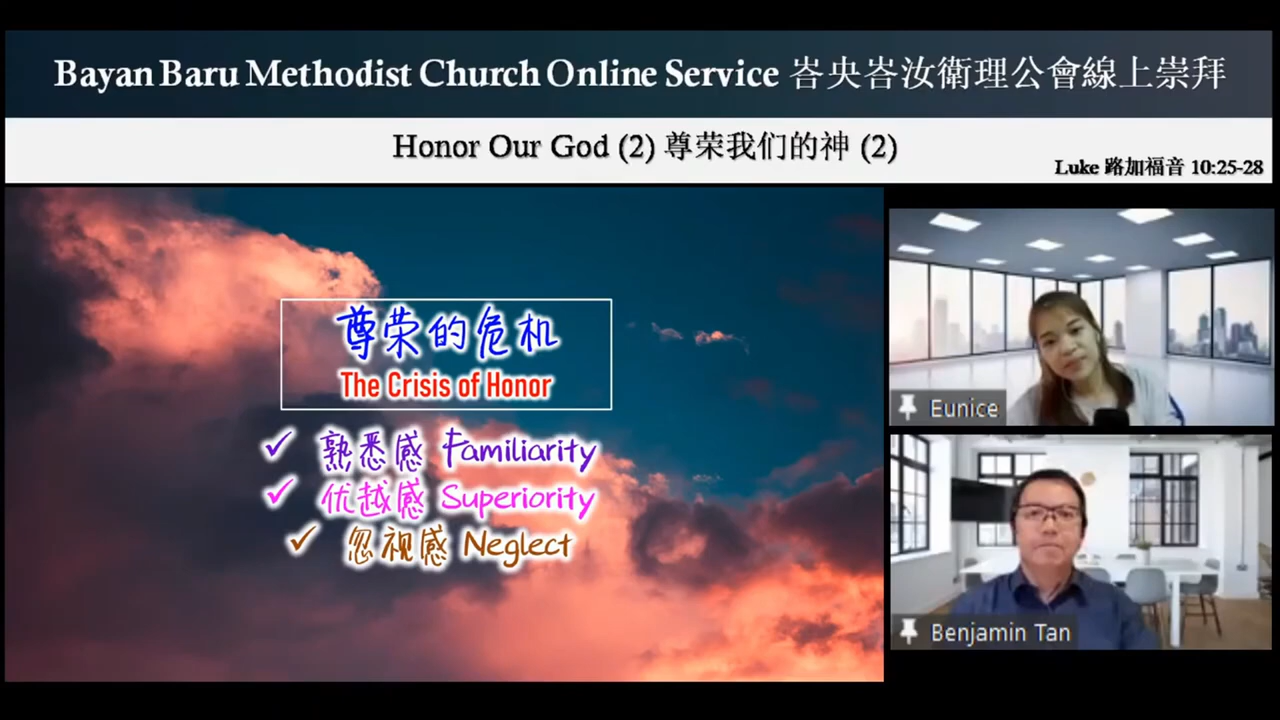 Bayan Baru Methodist Church Online Service 峇央峇汝衛理公會線上崇拜
Honor Our God (2) 尊荣我们的神 (2)
Luke 路加福音 10:25-28
尊荣的危机
The Crisis of Honor
✓ 熟悉感 Familiarity
✓ 优越感 Superiority
✓ 忽视感 Neglect
Eunice
Benjamin Tan